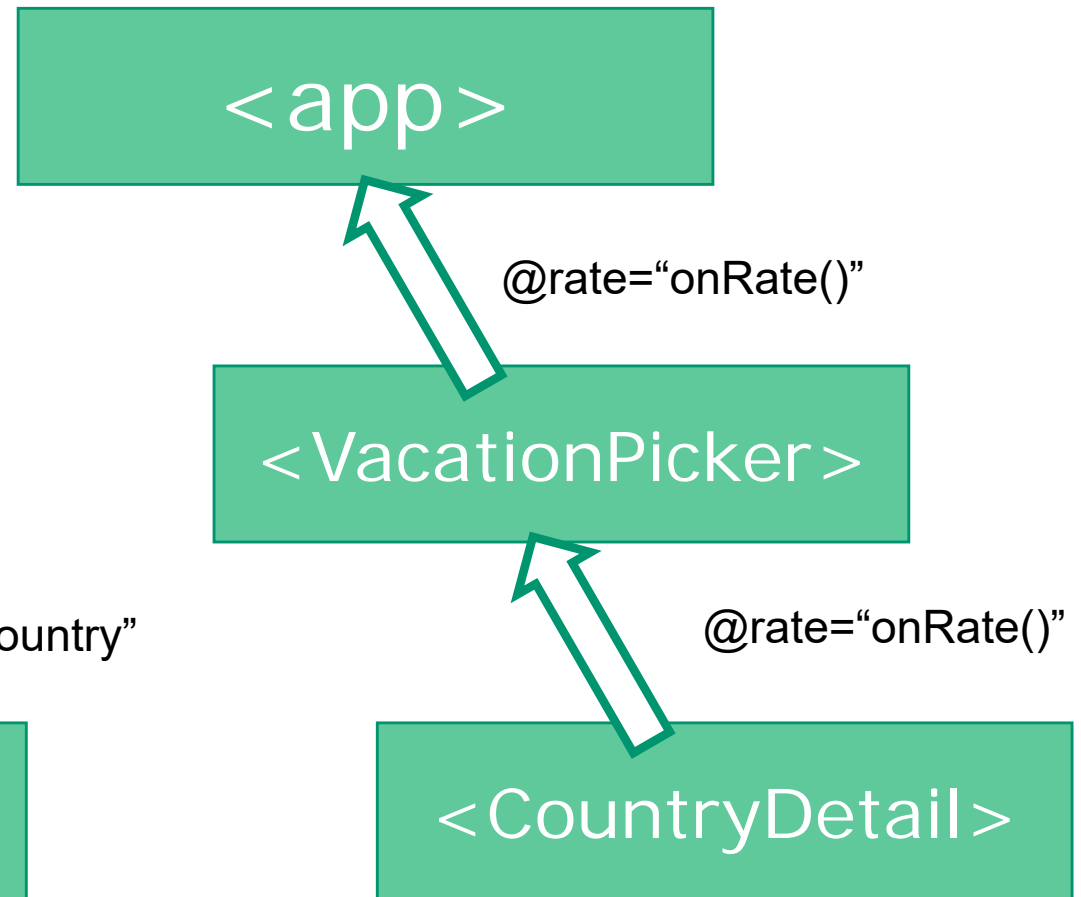 <app>
@rate=“onRate()”
<VacationPicker>
ountry”
@rate=“onRate()”
<CountryDetail>